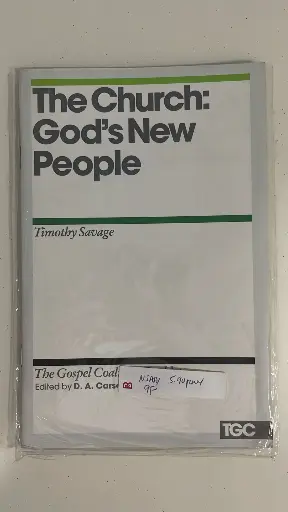 The Church:
God's New
People
Timothy Savage
The Gospel Coal
Edited by D. A. Cars
TGC